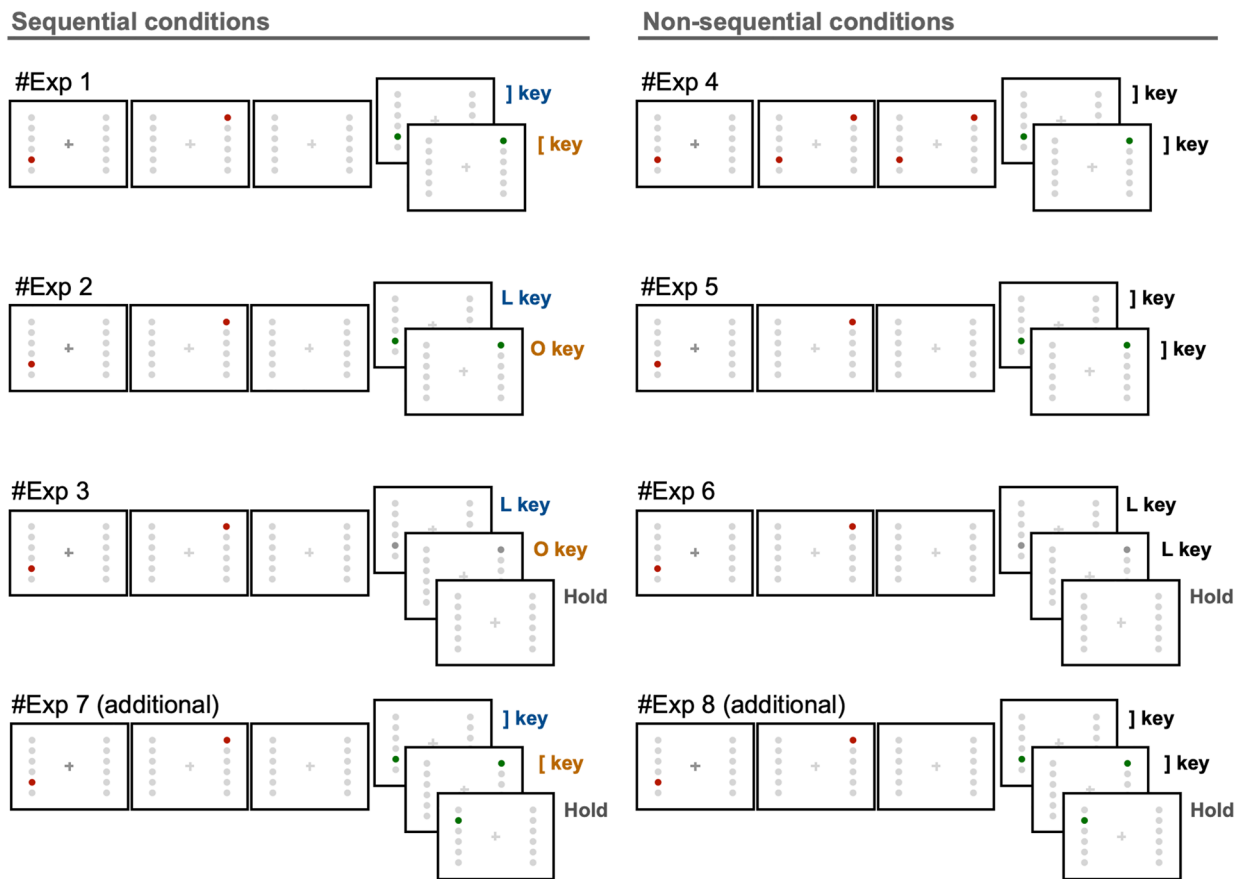 Sequential conditions
Non-sequential conditions
#Exp 1
] key
[ key
#Exp 4
] key
] key
#Exp 2
L key
O key
#Exp 5
] key
] key
#Exp 3
L key
O key
Hold
#Exp 6
L key
L key
Hold
#Exp 7 (additional)
] key
[ key
Hold
#Exp 8 (additional)
] key
] key
Hold